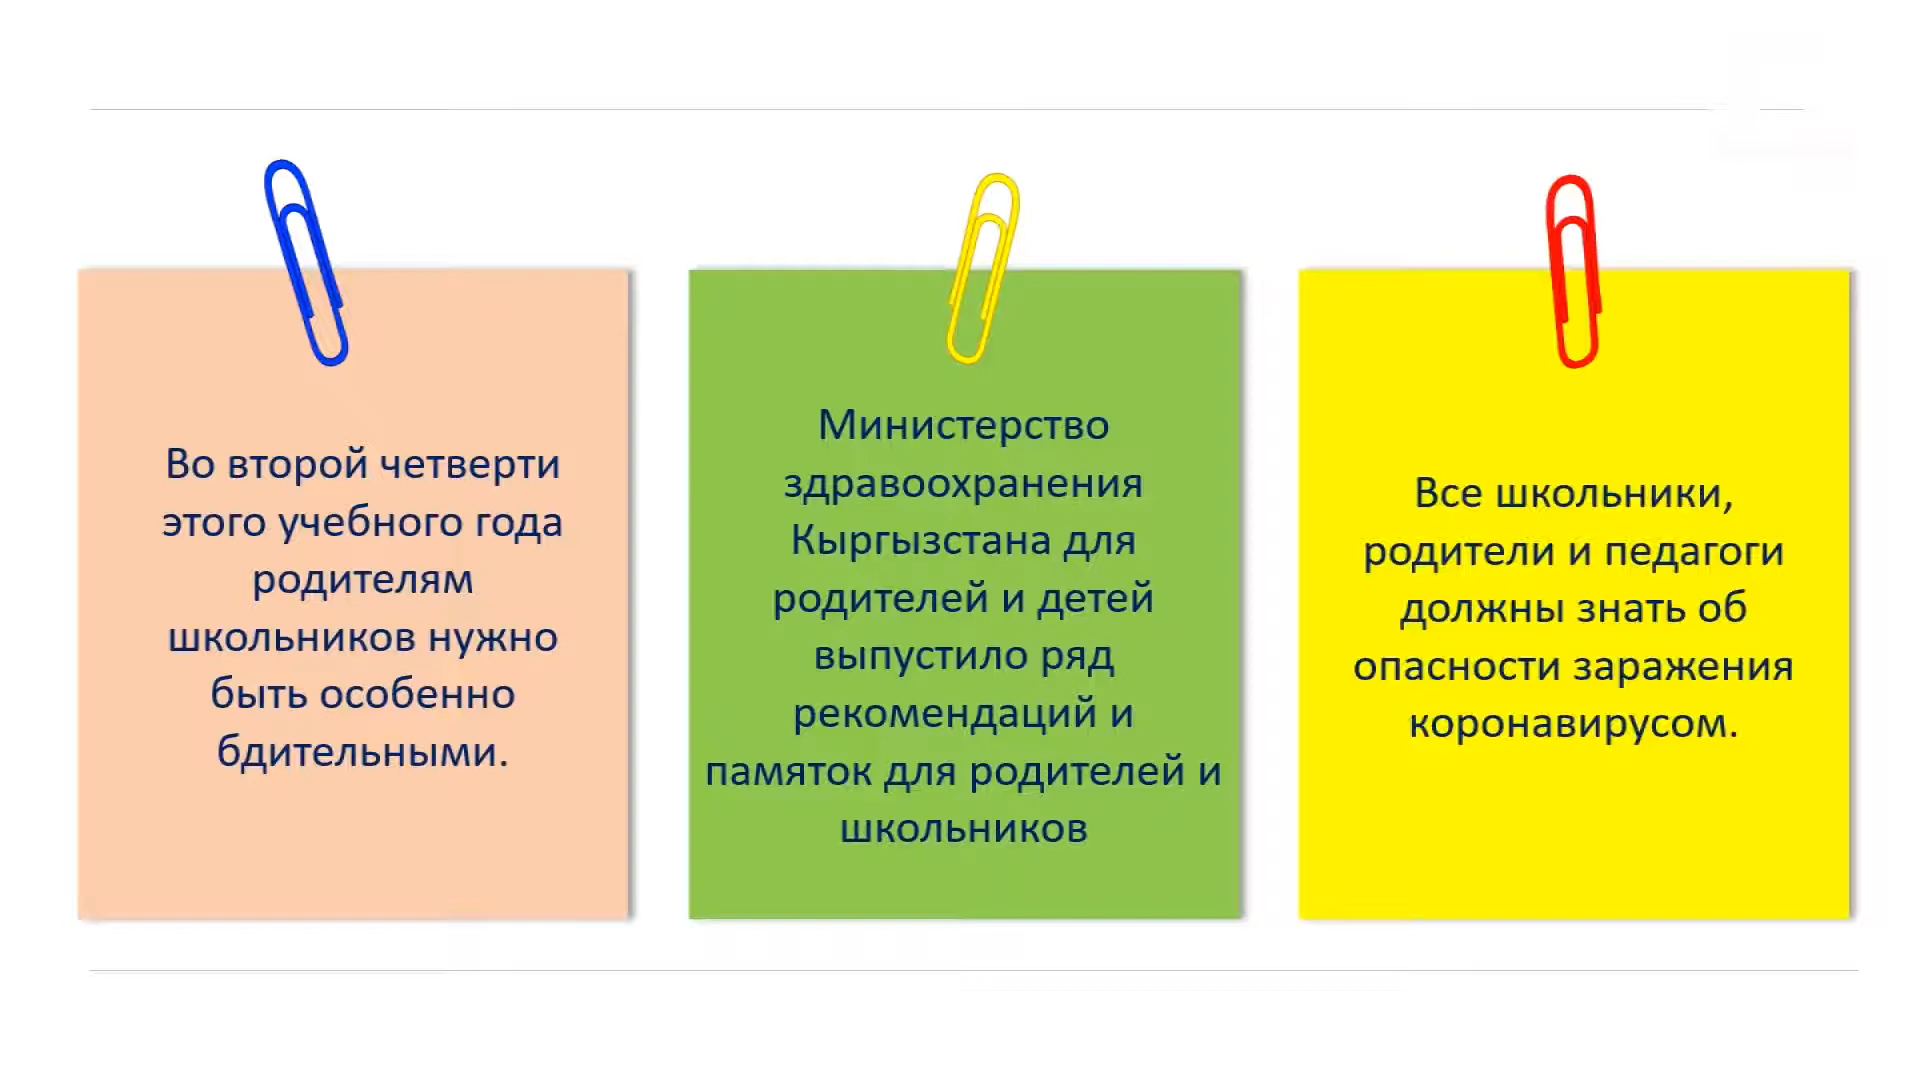 Во второй четверти
этого учебного года
родителям
школьников нужно
быть особенно
бдительными.
Министерство
здравоохранения
Кыргызстана для
родителей и детей
выпустило ряд
рекомендаций и
памяток для родителей и
школьников
Все школьники,
родители и педагоги
должны знать об
опасности заражения
коронавирусом.